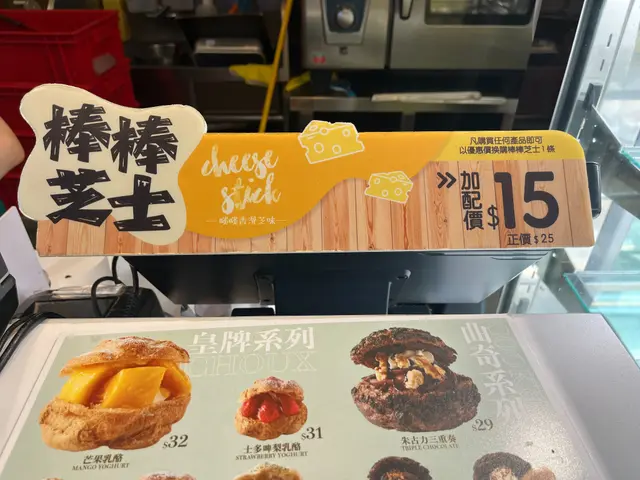 棒棒
芝士
cheese
stick
凡購買任何產品即可
以優惠價換購棒棒芝士1條
加配價 $15
正價 $25
皇牌系列
CHOUX
曲奇系列
$32
芒果乳酪
MANGO YOGHURT
$31
士多啤梨乳酪
STRAWBERRY YOGHURT
$29
朱古力三重奏
TRIPLE CHOCOLATE